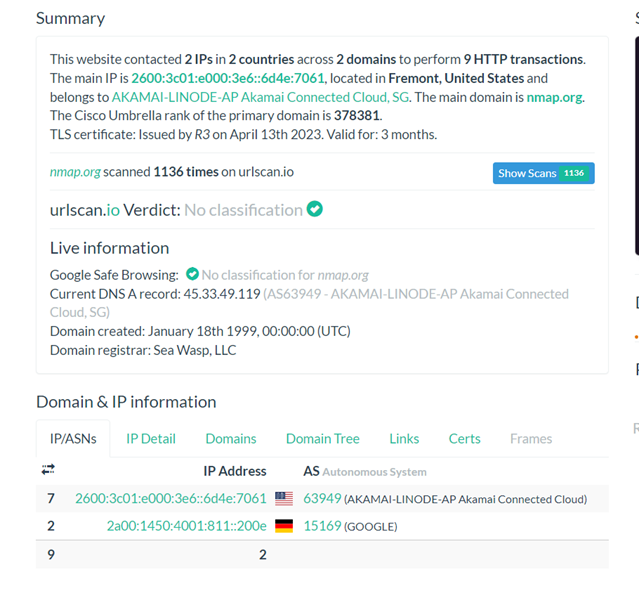 Summary
This website contacted 2 IPs in 2 countries across 2 domains to perform 9 HTTP transactions.
The main IP is 2600:3c01:e000:3e6::6d4e:7061, located in Fremont, United States and
belongs to AKAMAI-LINODE-AP Akamai Connected Cloud, SG. The main domain is nmap.org.
The Cisco Umbrella rank of the primary domain is 378381.
TLS certificate: Issued by R3 on April 13th 2023. Valid for: 3 months.
nmap.org scanned 1136 times on urlscan.io
Show Scans 1136
urlscan.io Verdict: No classification
Live information
Google Safe Browsing: No classification for nmap.org
Current DNS A record: 45.33.49.119 (AS63949 - AKAMAI-LINODE-AP Akamai Connected
Cloud, SG)
Domain created: January 18th 1999, 00:00:00 (UTC)
Domain registrar: Sea Wasp, LLC
Domain & IP information
IP/ASNs IP Detail Domains Domain Tree Links Certs Frames
IP Address AS Autonomous System
7 2600:3c01:e000:3e6::6d4e:7061 63949 (AKAMAI-LINODE-AP Akamai Connected Cloud)
2 2a00:1450:4001:811::200e 15169 (GOOGLE)
9 2